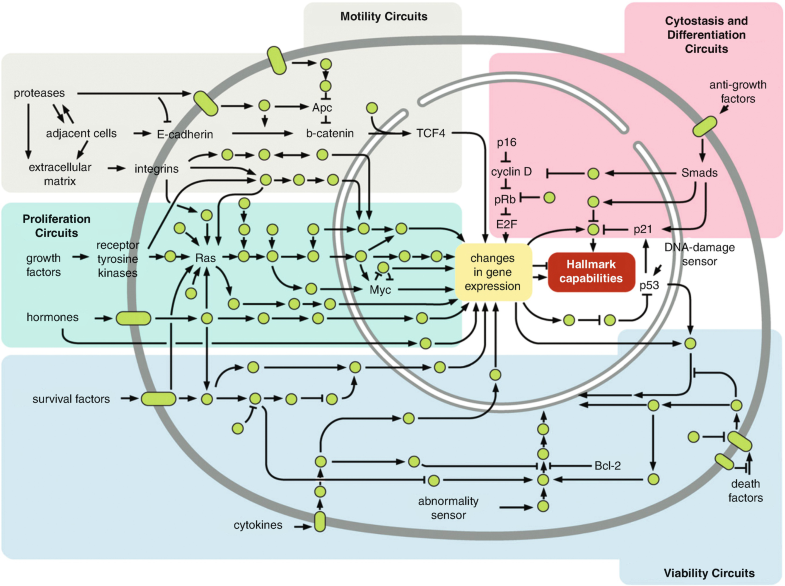 Motility Circuits
Cytostasis and
Differentiation
Circuits
proteases
anti-growth
factors
Apc
adjacent cells
E-cadherin
b-catenin
TCF4
p16
extracellular
matrix
integrins
cyclin D
Smads
pRb
Proliferation
Circuits
E2F
p21
growth
factors
receptor
tyrosine
kinases
Ras
changes
in gene
expression
Hallmark
capabilities
DNA-damage
sensor
p53
Myc
hormones
survival factors
Bcl-2
abnormality
sensor
death
factors
cytokines
Viability Circuits